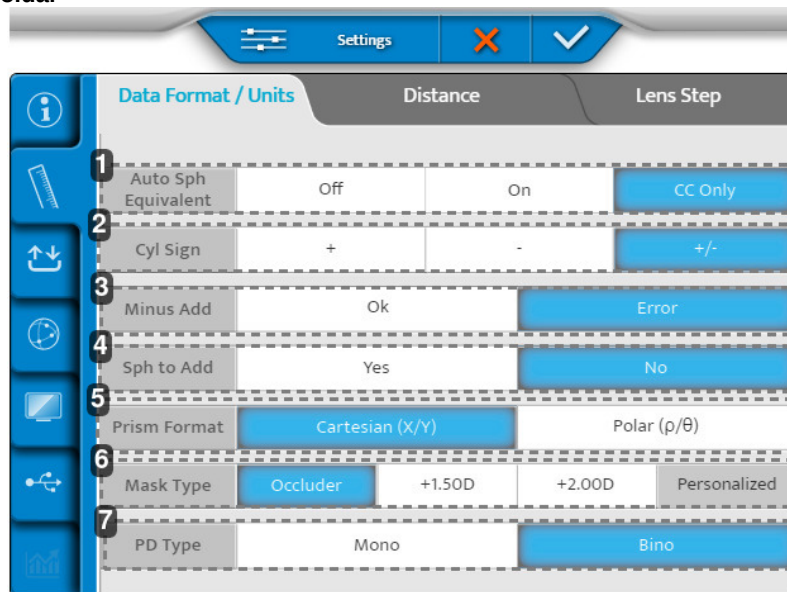 Settings
Data Format / Units Distance Lens Step
1
Auto Sph Equivalent Off On CC Only
2
Cyl Sign + - +/-
3
Minus Add Ok Error
4
Sph to Add Yes No
5
Prism Format Cartesian (X/Y) Polar (ρ/θ)
6
Mask Type Occluder +1.50D +2.00D Personalized
7
PD Type Mono Bino